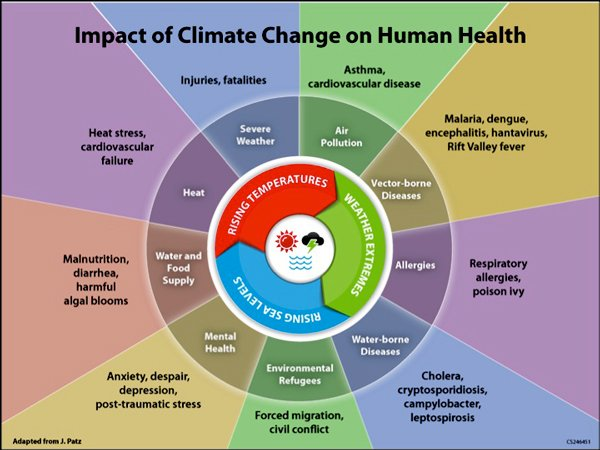 Impact of Climate Change on Human Health
Injuries, fatalities
Asthma,
cardiovascular disease
Heat stress,
cardiovascular
failure
Malaria, dengue,
encephalitis, hantavirus,
Rift Valley fever
Severe
Weather
Air
Pollution
Heat
Vector-borne
Diseases
RISING TEMPERATURES
WEATHER EXTREMES
RISING SEA LEVELS
Malnutrition,
diarrhea,
harmful
algal blooms
Water and
Food
Supply
Allergies
Respiratory
allergies,
poison ivy
Mental
Health
Water-borne
Diseases
Environmental
Refugees
Anxiety, despair,
depression,
post-traumatic stress
Forced migration,
civil conflict
Cholera,
cryptosporidiosis,
campylobacter,
leptospirosis
Adapted from J. Patz
CS246451